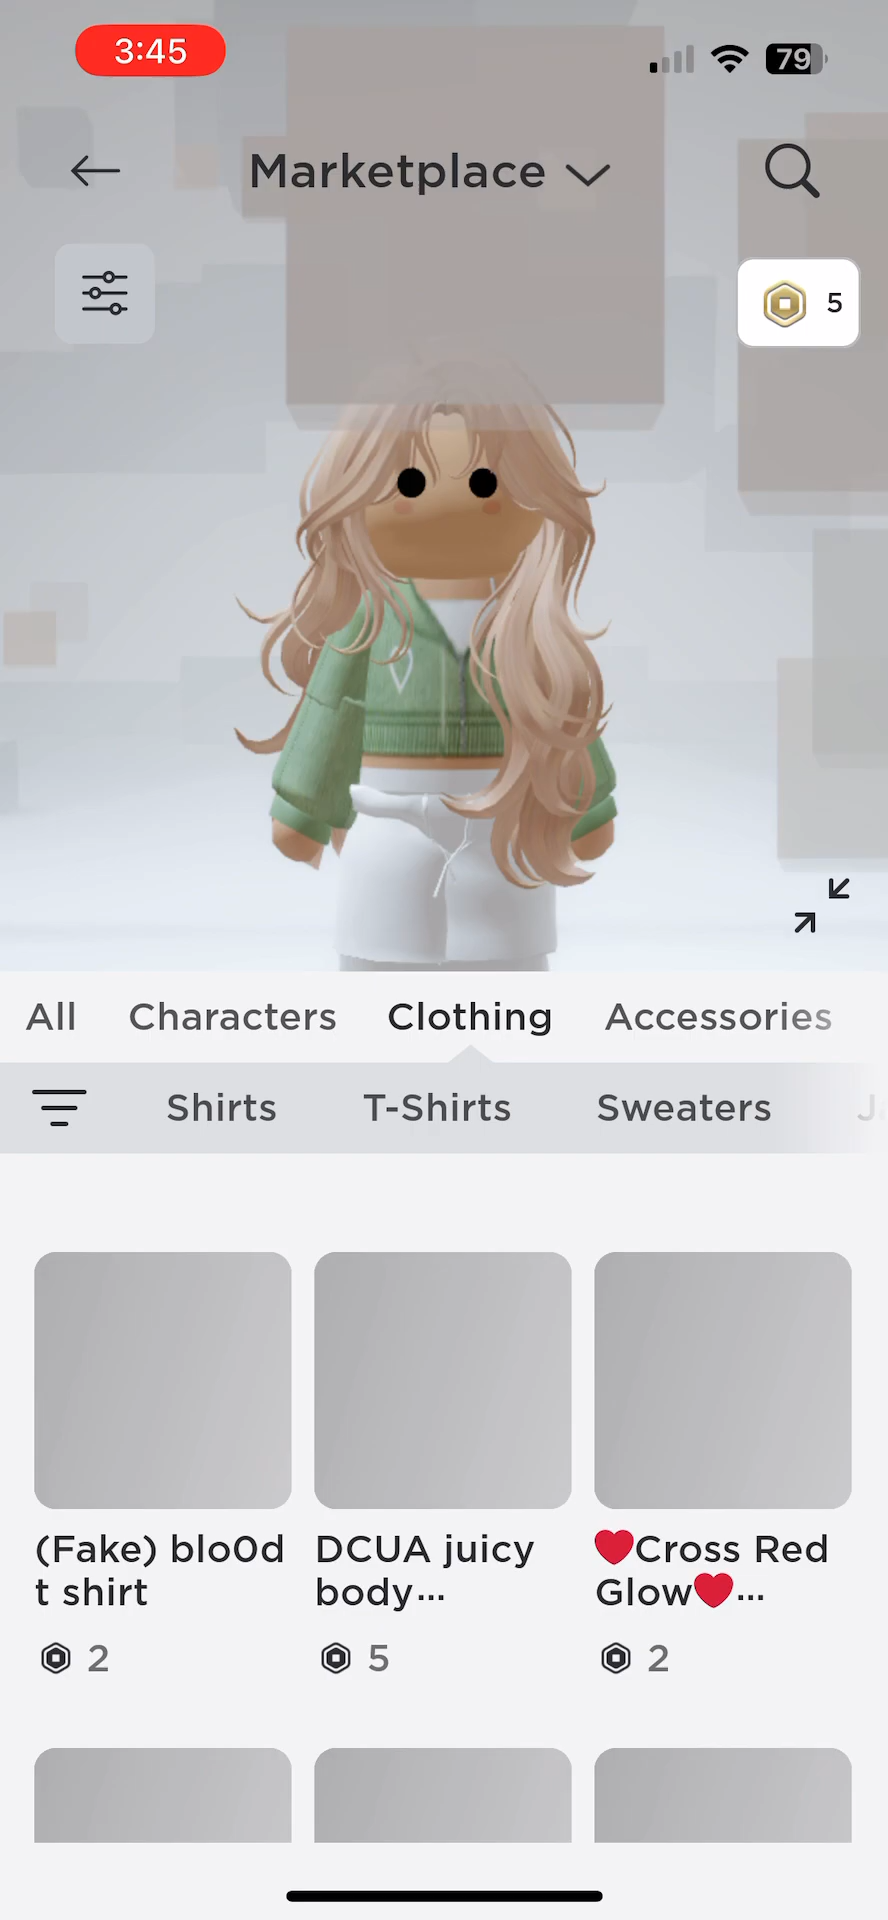 3:45
79
Marketplace
5
All Characters Clothing Accessories
Shirts T-Shirts Sweaters
(Fake) blo0d
t shirt
2
DCUA juicy
body...
5
❤️Cross Red
Glow❤️...
2